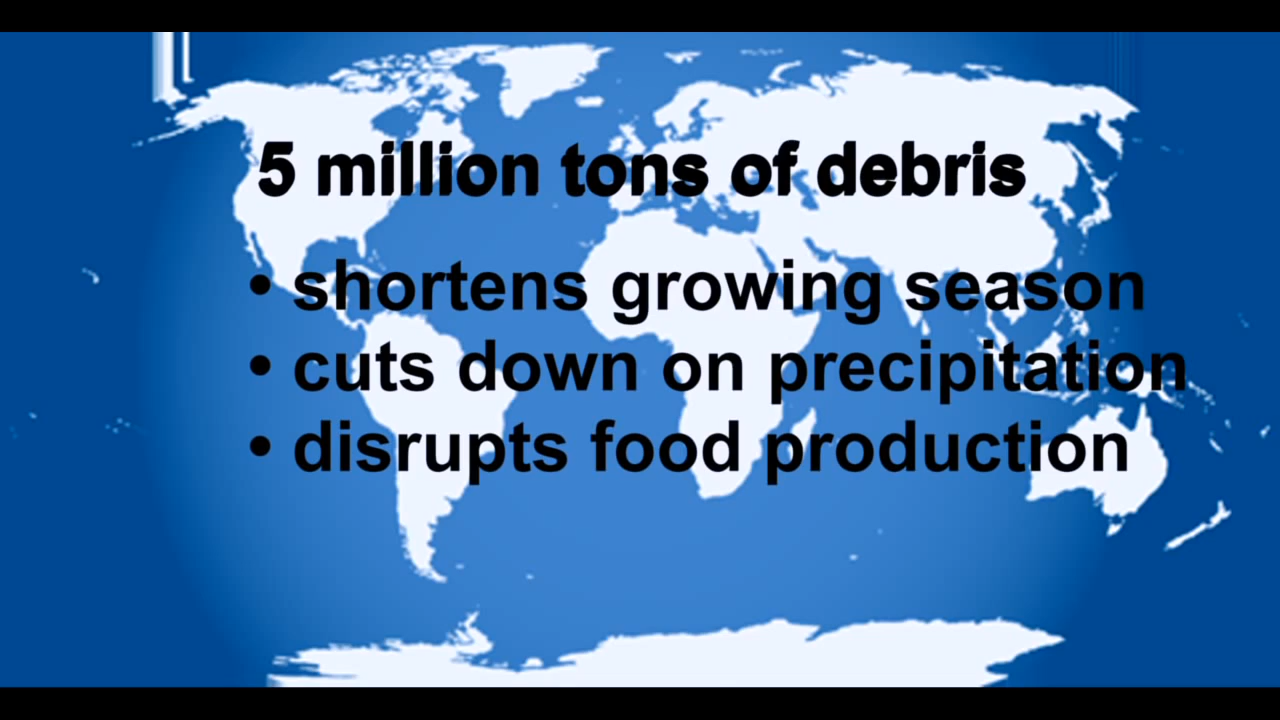 5 million tons of debris
• shortens growing season
• cuts down on precipitation
• disrupts food production